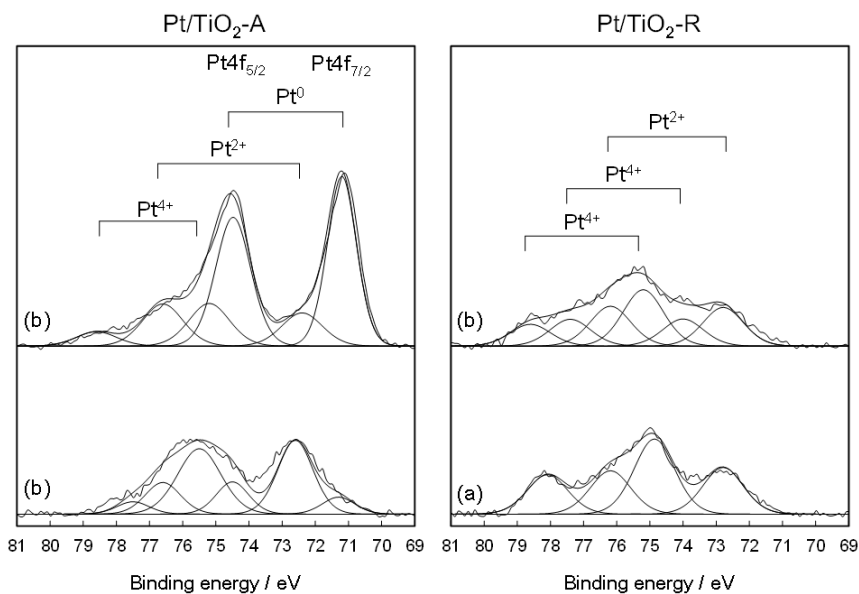 Pt/TiO₂-A
Pt4f₅/₂ Pt4f₇/₂
Pt⁰
Pt²⁺
Pt⁴⁺
(b)
(b)
81 80 79 78 77 76 75 74 73 72 71 70 69
Binding energy / eV
Pt/TiO₂-R
Pt²⁺
Pt⁴⁺
Pt⁴⁺
(b)
(a)
81 80 79 78 77 76 75 74 73 72 71 70 69
Binding energy / eV